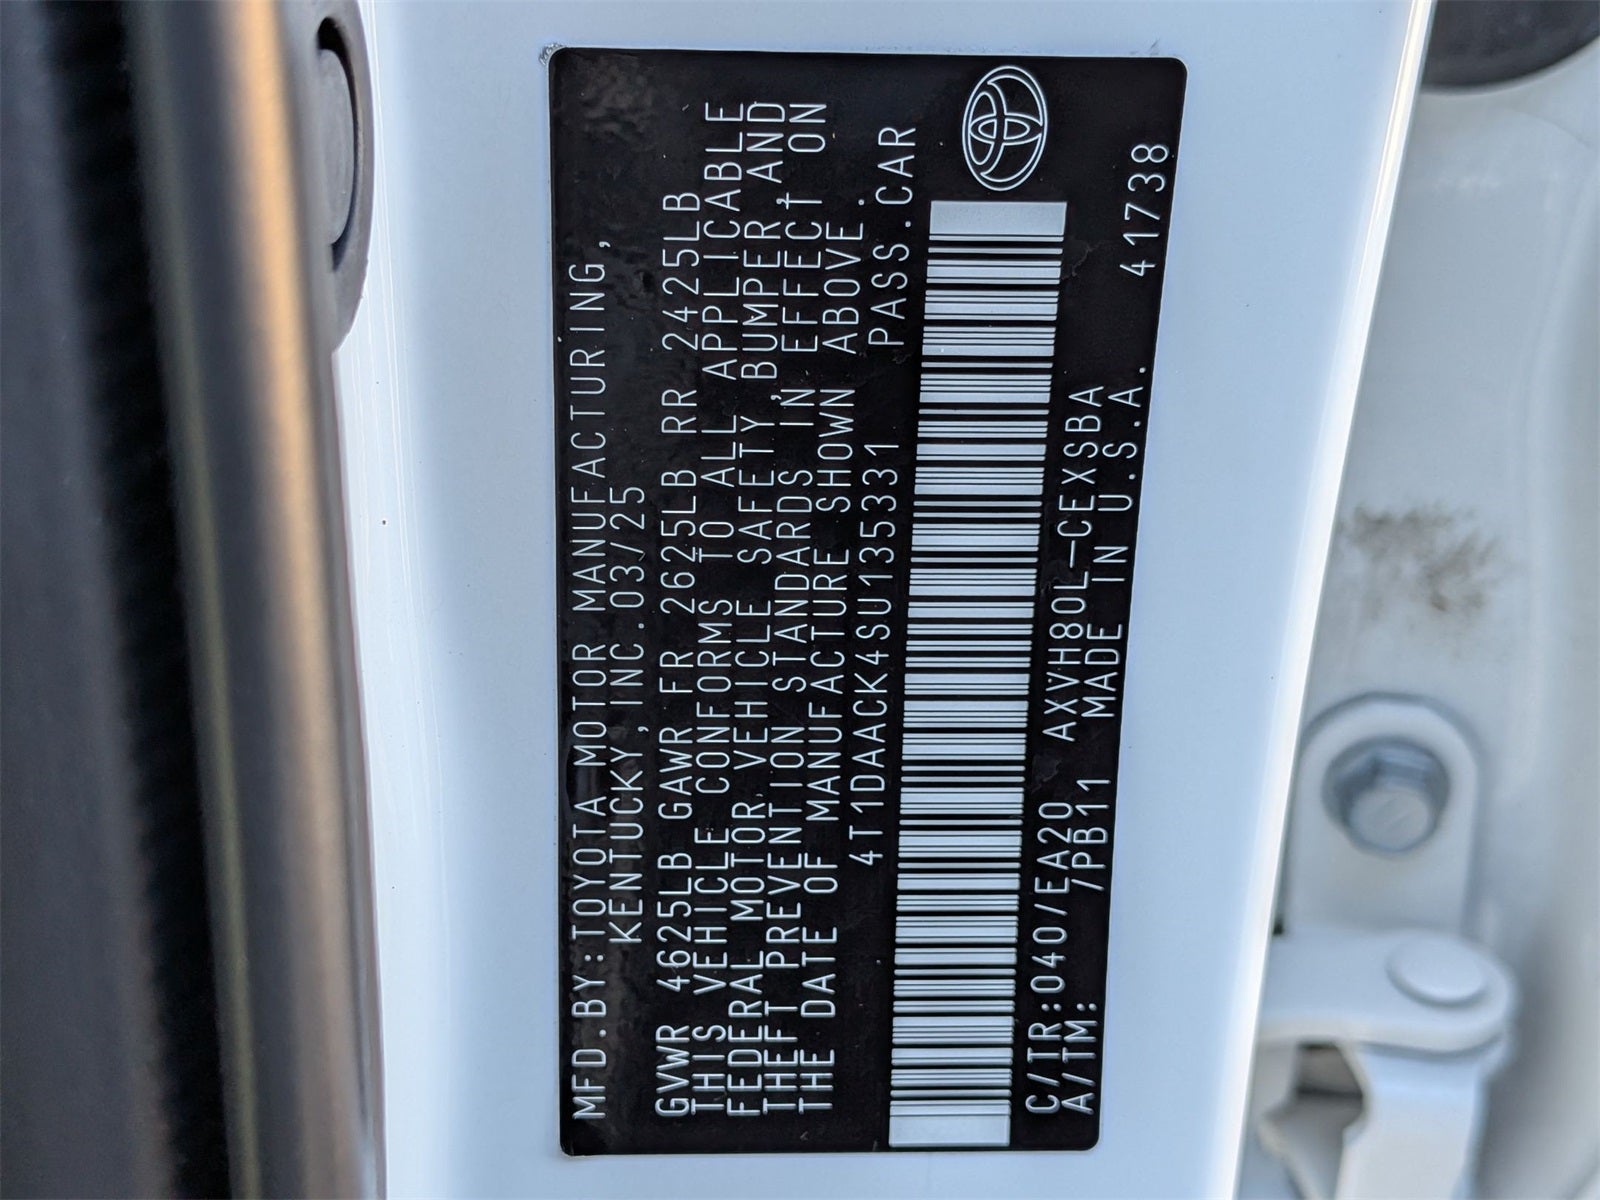 MFD.BY:TOYOTA MOTOR MANUFACTURING,
KENTUCKY,INC.03/25
GVWR 4625LB GAWR FR 2625LB RR 2425LB
THIS VEHICLE CONFORMS TO ALL APPLICABLE
FEDERAL MOTOR VEHICLE SAFETY,BUMPER,AND
THEFT PREVENTION STANDARDS IN EFFECT ON
THE DATE OF MANUFACTURE SHOWN ABOVE.
4T1DAACK4SU135331 PASS.CAR
C/TR:040/EA20 AXVH80L-CEXSBA 41738
A/TM: /PB11 MADE IN U.S.A.